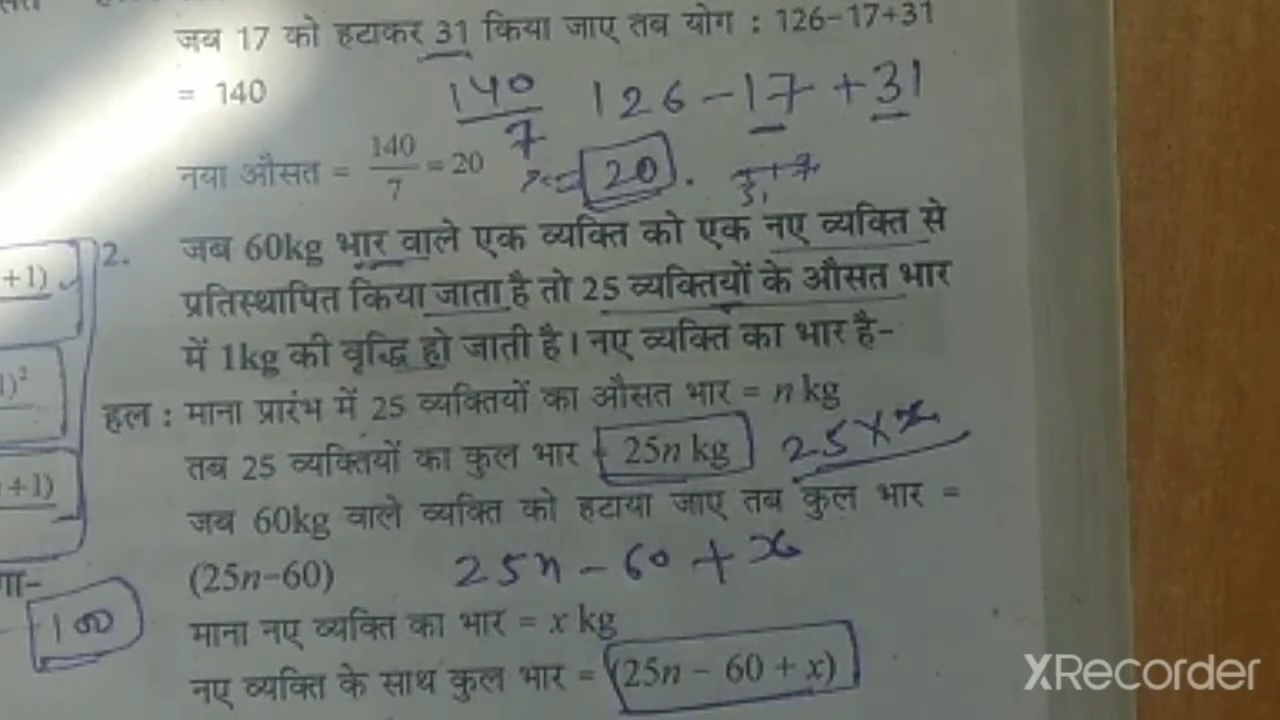 जब 17 को हटाकर 31 किया जाए तब योग : 126-17+31
= 140
140/7 126-17+31
नया औसत = 140/7 = 20
= 20.
2. जब 60kg भार वाले एक व्यक्ति को एक नए व्यक्ति से
प्रतिस्थापित किया जाता है तो 25 व्यक्तियों के औसत भार
में 1kg की वृद्धि हो जाती है। नए व्यक्ति का भार है-
हल : माना प्रारंभ में 25 व्यक्तियों का औसत भार = n kg
तब 25 व्यक्तियों का कुल भार = 25n kg
25×x
जब 60kg वाले व्यक्ति को हटाया जाए तब कुल भार =
(25n-60)
25n-60+x
माना नए व्यक्ति का भार = x kg
नए व्यक्ति के साथ कुल भार = (25n - 60 + x)
+1)
1)²
+1)
100
XRecorder